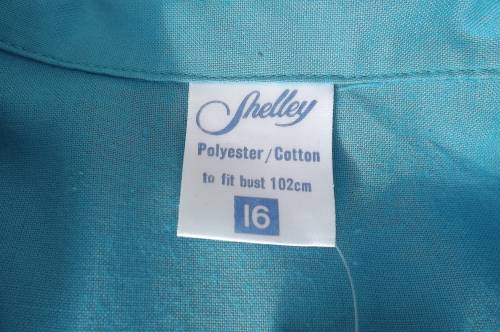 Shelley
Polyester/Cotton
to fit bust 102cm
16